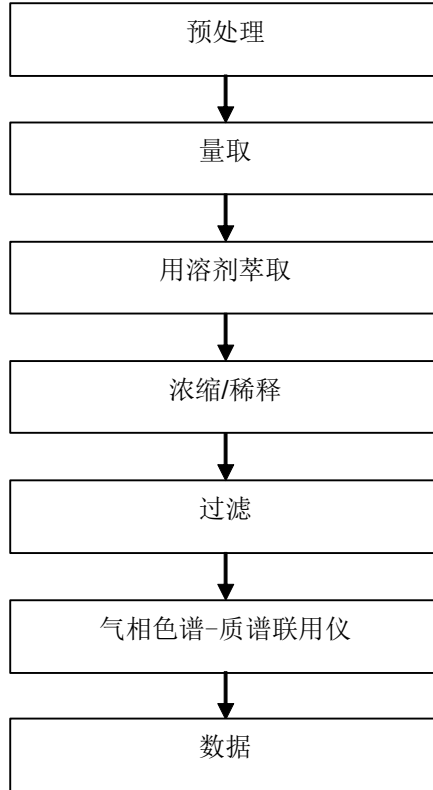 预处理
量取
用溶剂萃取
浓缩/稀释
过滤
气相色谱-质谱联用仪
数据